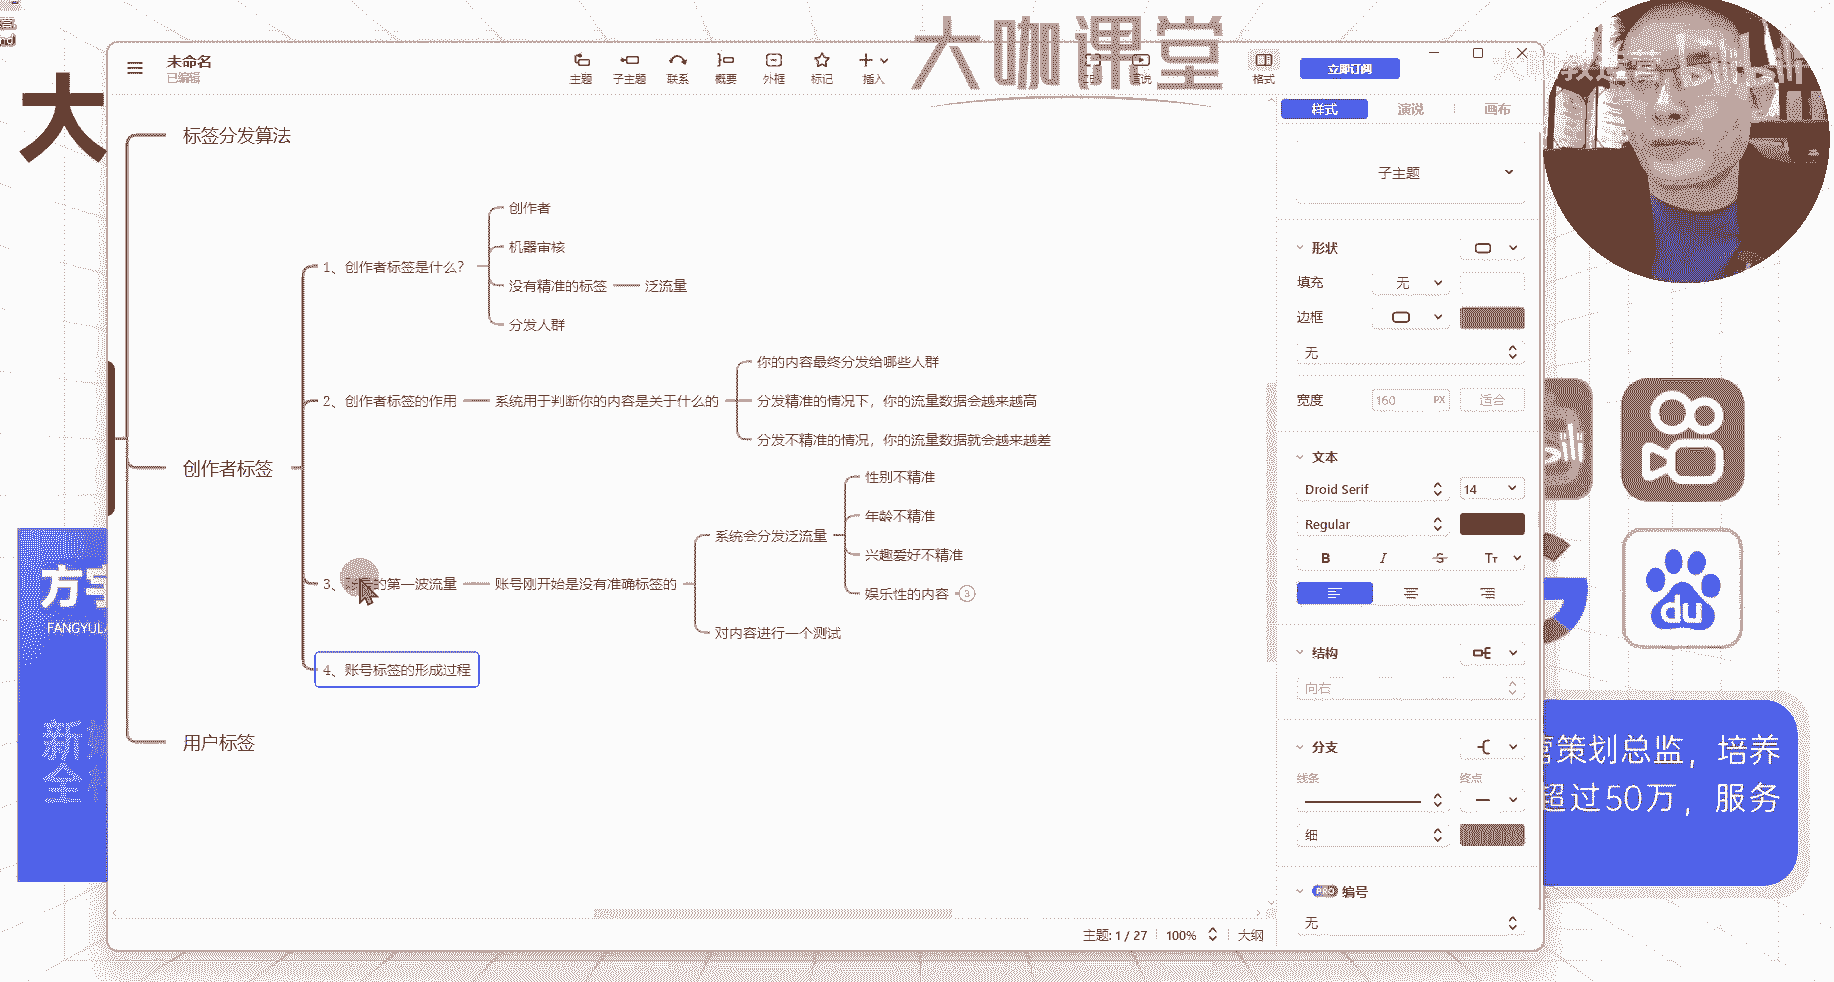 大咖课堂
bilibili
大
未命名
已编辑
主题
子主题
联系
概要
外框
标记
插入
格式
立即订阅
样式
演说
画布
标签分发算法
创作者标签
用户标签
1、创作者标签是什么?
创作者
机器审核
没有精准的标签
泛流量
分发人群
2、创作者标签的作用
系统用于判断你的内容是关于什么的
你的内容最终分发给哪些人群
分发精准的情况下，你的流量数据会越来越高
分发不精准的情况，你的流量数据就会越来越差
3、
的第一波流量
账号刚开始是没有准确标签的
系统会分发泛流量
性别不精准
年龄不精准
兴趣爱好不精准
娱乐性的内容
3
对内容进行一个测试
4、账号标签的形成过程
子主题
形状
填充
无
边框
无
宽度
160
PX
适合
文本
Droid Serif
14
Regular
B
I
S
Tт
结构
向右
分支
线条
终点
细
PRO
编号
无
主题: 1 / 27
100%
大纲
方
FANGYU
新
全
du
营策划总监，培养
超过50万，服务